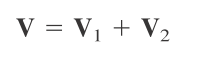 V = V₁ + V₂